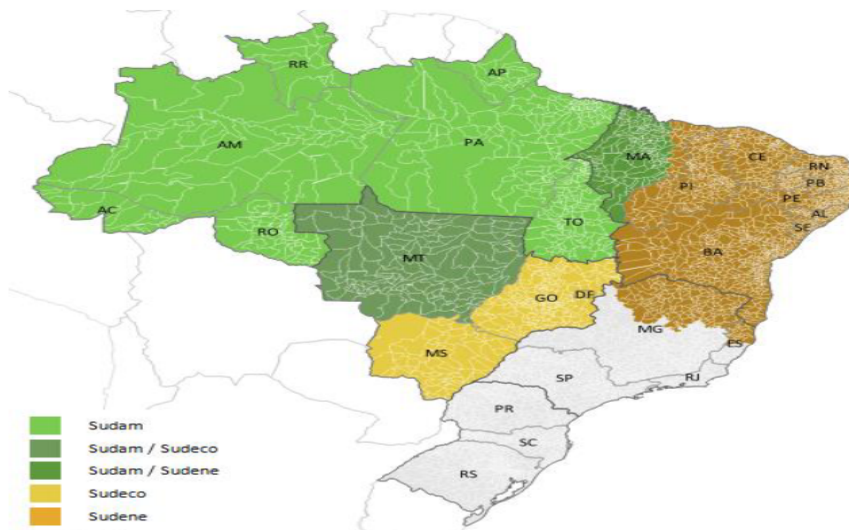 RR
AP
AM
PA
MA
CE
RN
PB
PI
PE
AC
TO
AL
SE
RO
BA
MT
GO
DF
MG
ES
MS
SP
RJ
PR
SC
RS
Sudam
Sudam / Sudeco
Sudam / Sudene
Sudeco
Sudene